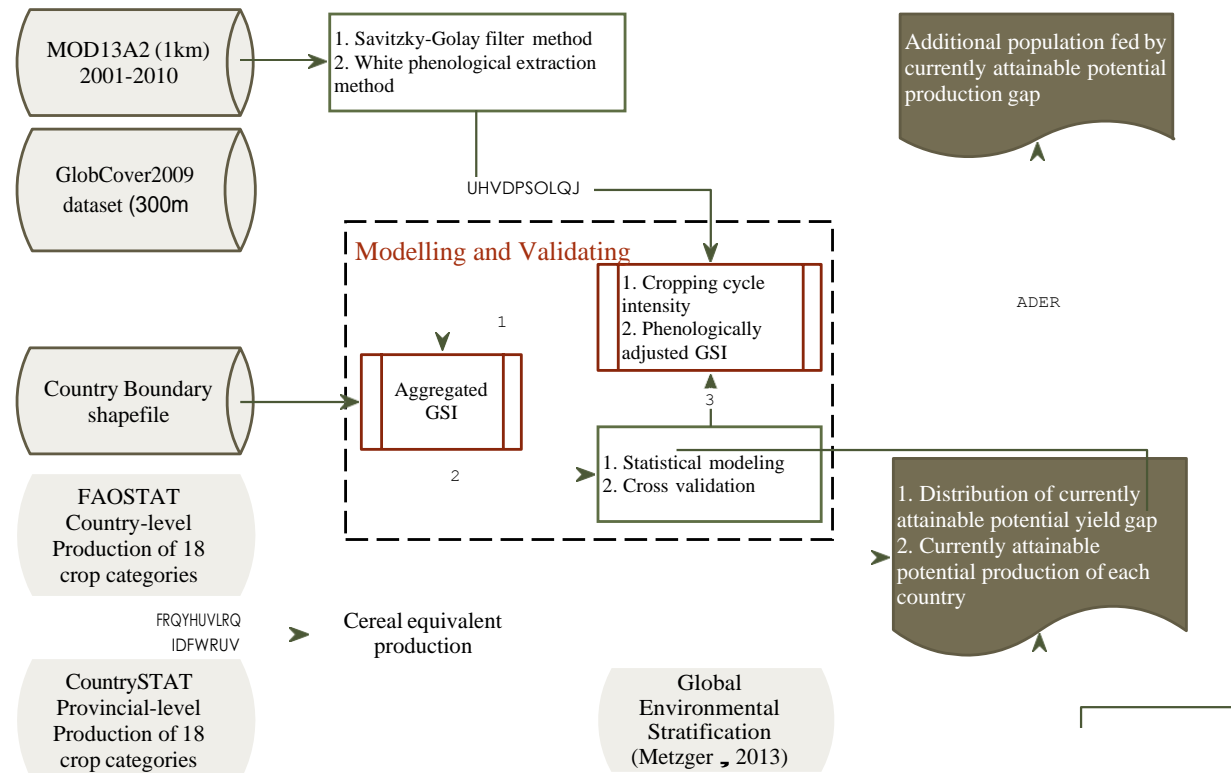 MOD13A2 (1km)
2001-2010
1. Savitzky-Golay filter method
2. White phenological extraction
method
Additional population fed by
currently attainable potential
production gap
GlobCover2009
dataset (300m
UHVDPSOLQJ
Modelling and Validating
1. Cropping cycle
intensity
2. Phenologically
adjusted GSI
ADER
1
Country Boundary
shapefile
Aggregated
GSI
3
2
1. Statistical modeling
2. Cross validation
FAOSTAT
Country-level
Production of 18
crop categories
1. Distribution of currently
attainable potential yield gap
2. Currently attainable
potential production of each
country
FRQYHUVLRQ
IDFWRUV
Cereal equivalent
production
CountrySTAT
Provincial-level
Production of 18
crop categories
Global
Environmental
Stratification
(Metzger , 2013)